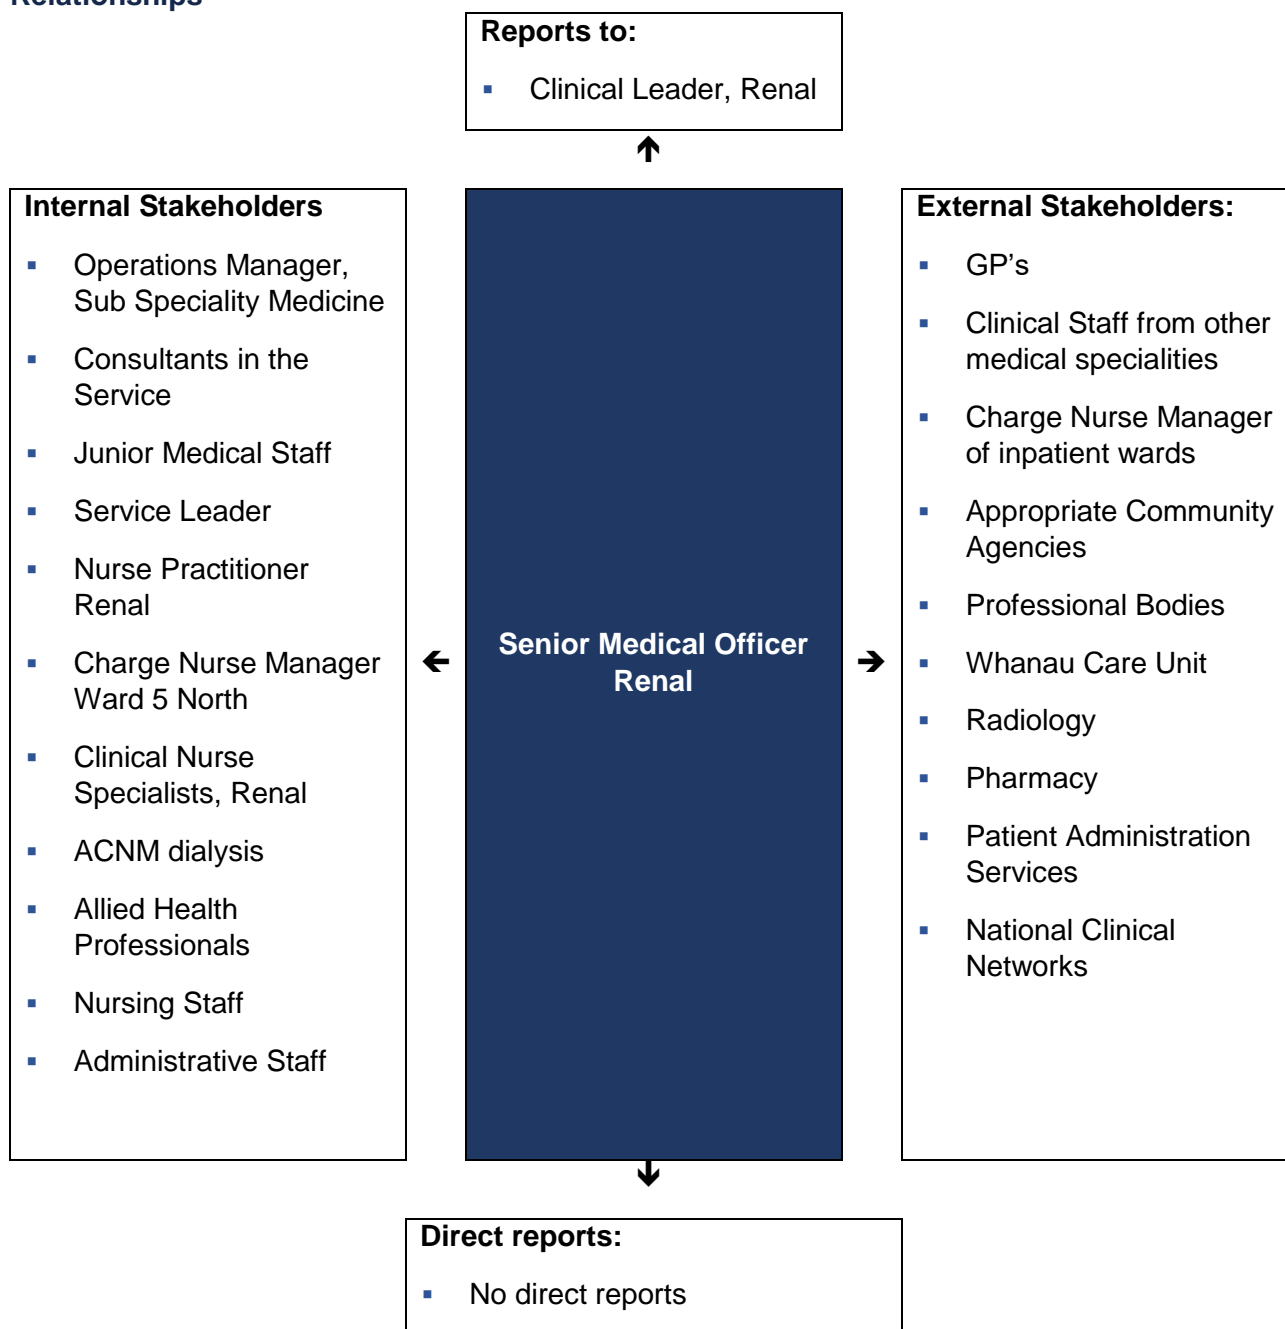 Relationships
Reports to:
▪ Clinical Leader, Renal
🡩
Internal Stakeholders
▪ Operations Manager,
Sub Speciality Medicine
▪ Consultants in the
Service
▪ Junior Medical Staff
▪ Service Leader
▪ Nurse Practitioner
Renal
▪ Charge Nurse Manager
Ward 5 North
▪ Clinical Nurse
Specialists, Renal
▪ ACNM dialysis
▪ Allied Health
Professionals
▪ Nursing Staff
▪ Administrative Staff
🡨
Senior Medical Officer
Renal
🡪
External Stakeholders:
▪ GP's
▪ Clinical Staff from other
medical specialities
▪ Charge Nurse Manager
of inpatient wards
▪ Appropriate Community
Agencies
▪ Professional Bodies
▪ Whanau Care Unit
▪ Radiology
▪ Pharmacy
▪ Patient Administration
Services
▪ National Clinical
Networks
🡫
Direct reports:
▪ No direct reports